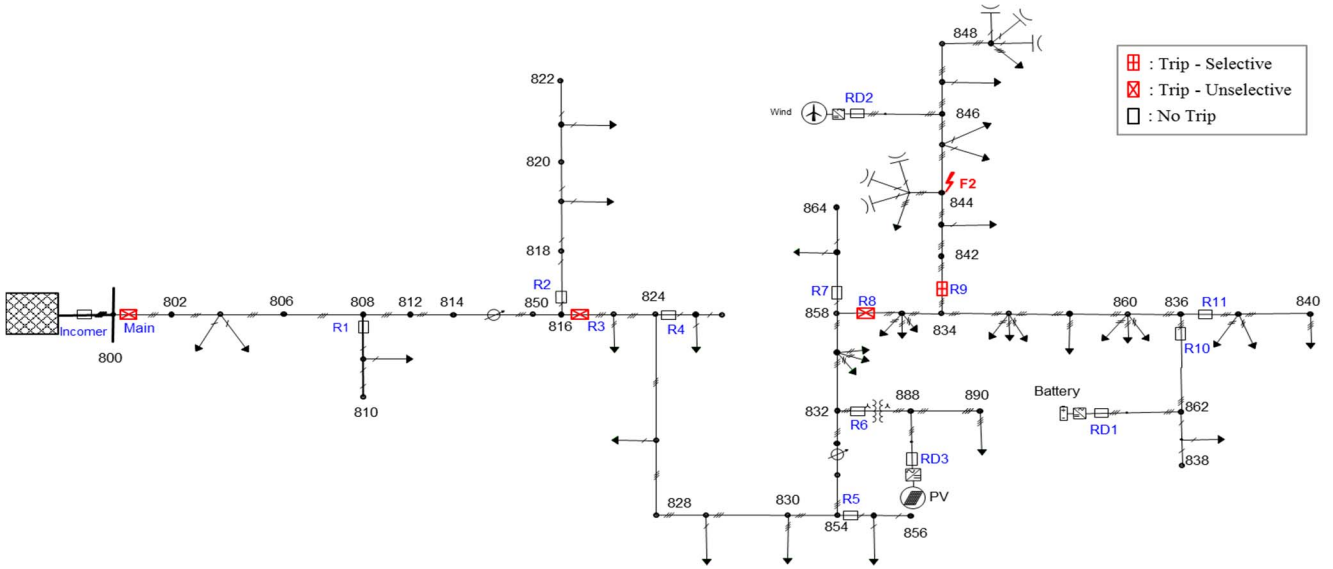 848
: Trip - Selective
: Trip - Unselective
: No Trip
822
Wind
RD2
846
820
F2
844
864
818
842
R2
R7
R8
R9
802
806
808
812
814
850
824
858
834
860
836
R11
840
Incomer
Main
R1
816
R3
R4
R10
800
810
832
888
890
Battery
862
R6
RD1
RD3
838
828
830
R5
PV
854
856